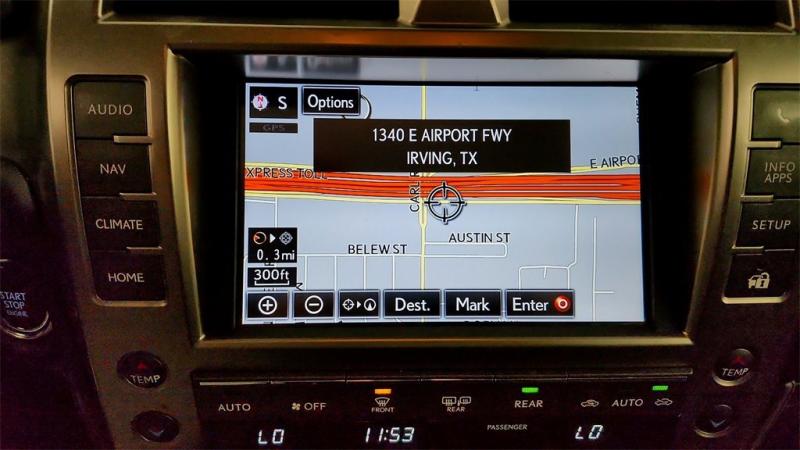 AUDIO
NAV
CLIMATE
HOME
START
STOP
ENGINE
N
S
Options
GPS
1340 E AIRPORT FWY
IRVING, TX
E AIRPO
XPRESS TOLL
CARL R
BELEW ST
AUSTIN ST
0.3mi
300ft
Dest.
Mark
Enter
INFO
APPS
SETUP
TEMP
TEMP
AUTO
OFF
FRONT
REAR
REAR
AUTO
LO
11:53
PASSENGER
LO